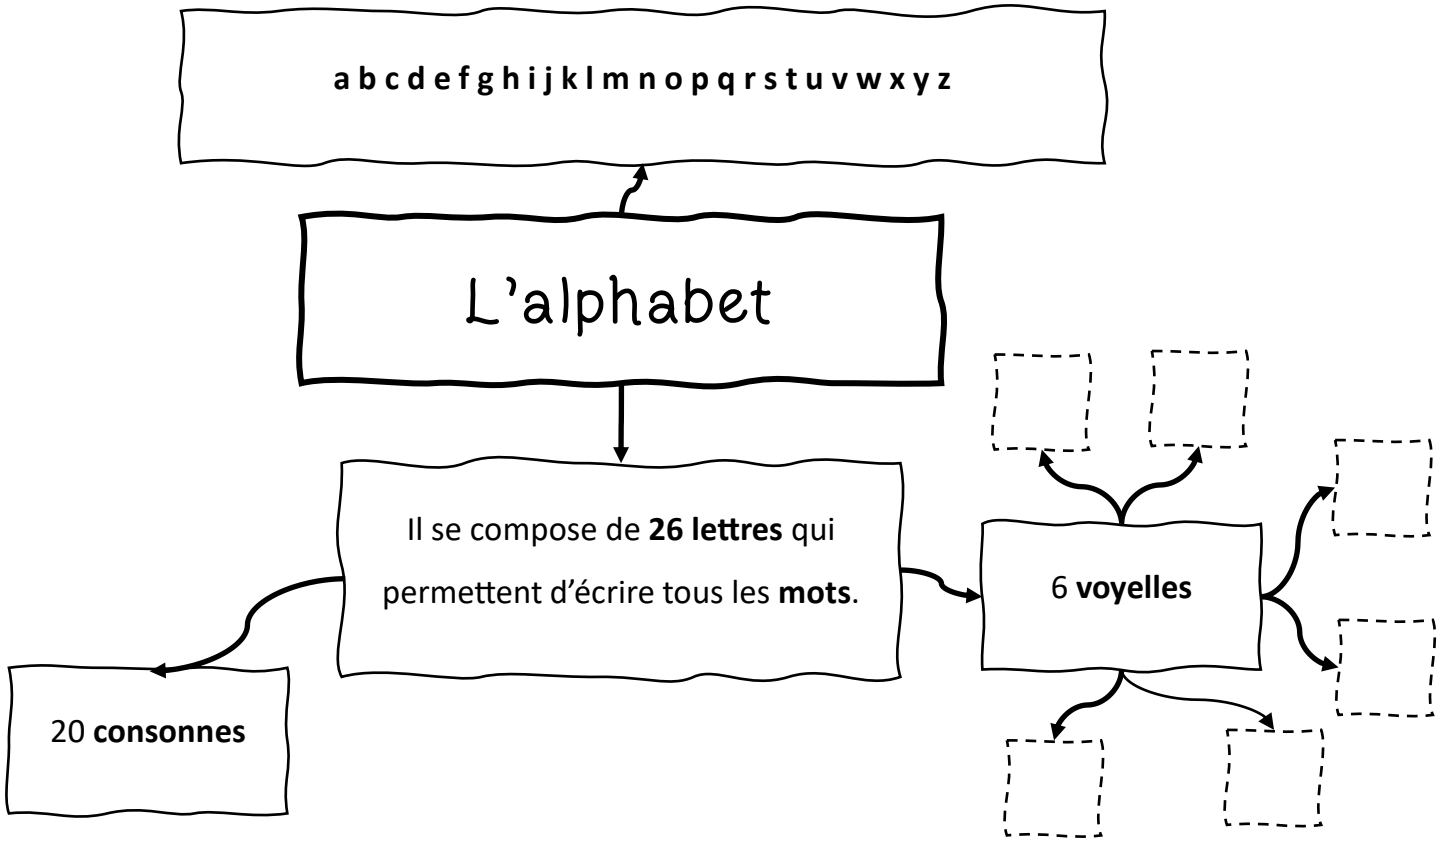 a b c d e f g h i j k l m n o p q r s t u v w x y z
L'alphabet
Il se compose de 26 lettres qui
permettent d'écrire tous les mots.
6 voyelles
20 consonnes